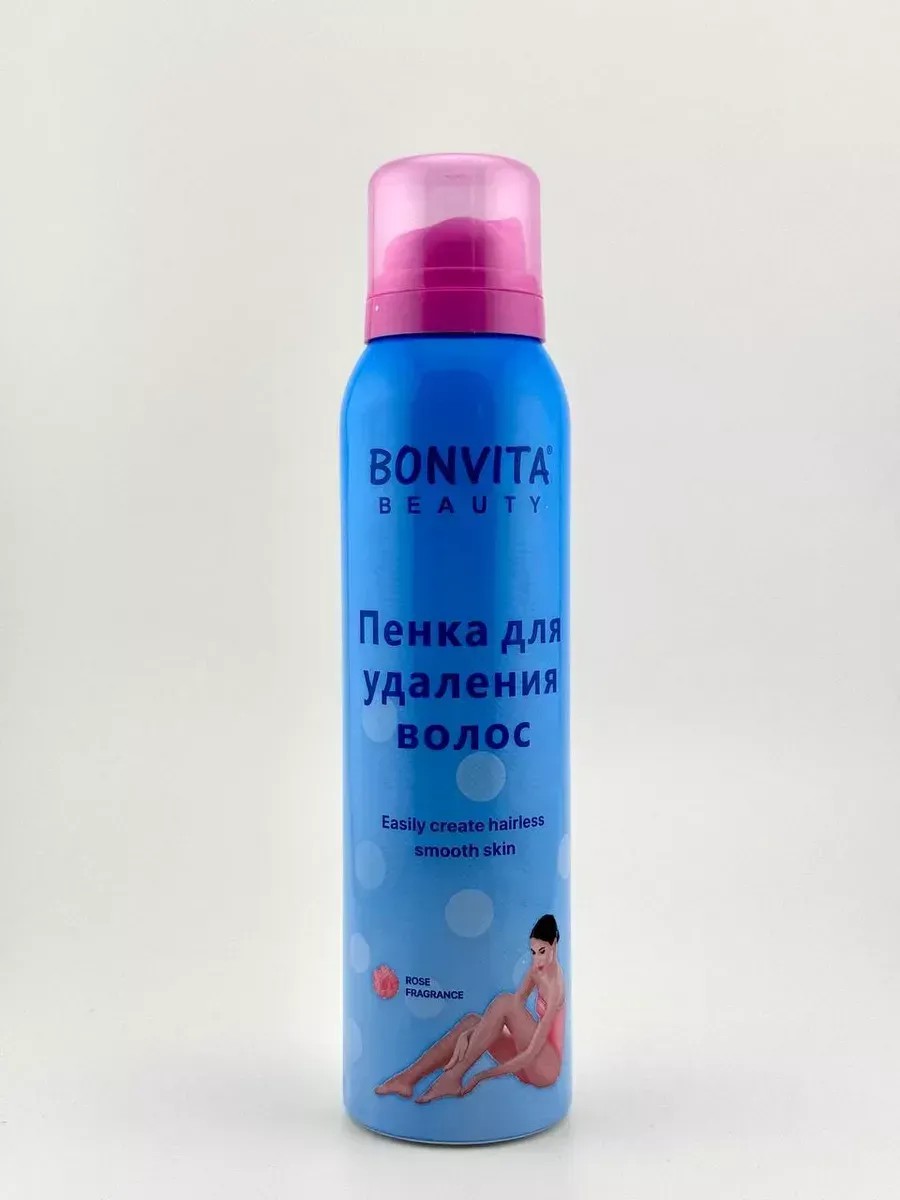 BONVITA®
BEAUTY
Пенка для
удаления
волос
Easily create hairless
smooth skin
ROSE
FRAGRANCE